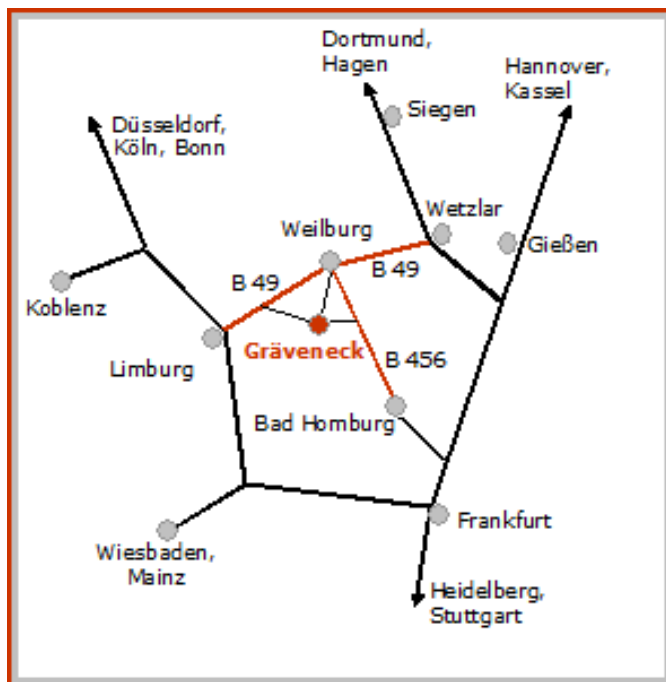 Dortmund,
Hagen
Hannover,
Kassel
Siegen
Düsseldorf,
Köln, Bonn
Wetzlar
Weilburg
Gießen
B 49
B 49
Koblenz
Gräveneck
B 456
Limburg
Bad Homburg
Frankfurt
Wiesbaden,
Mainz
Heidelberg,
Stuttgart